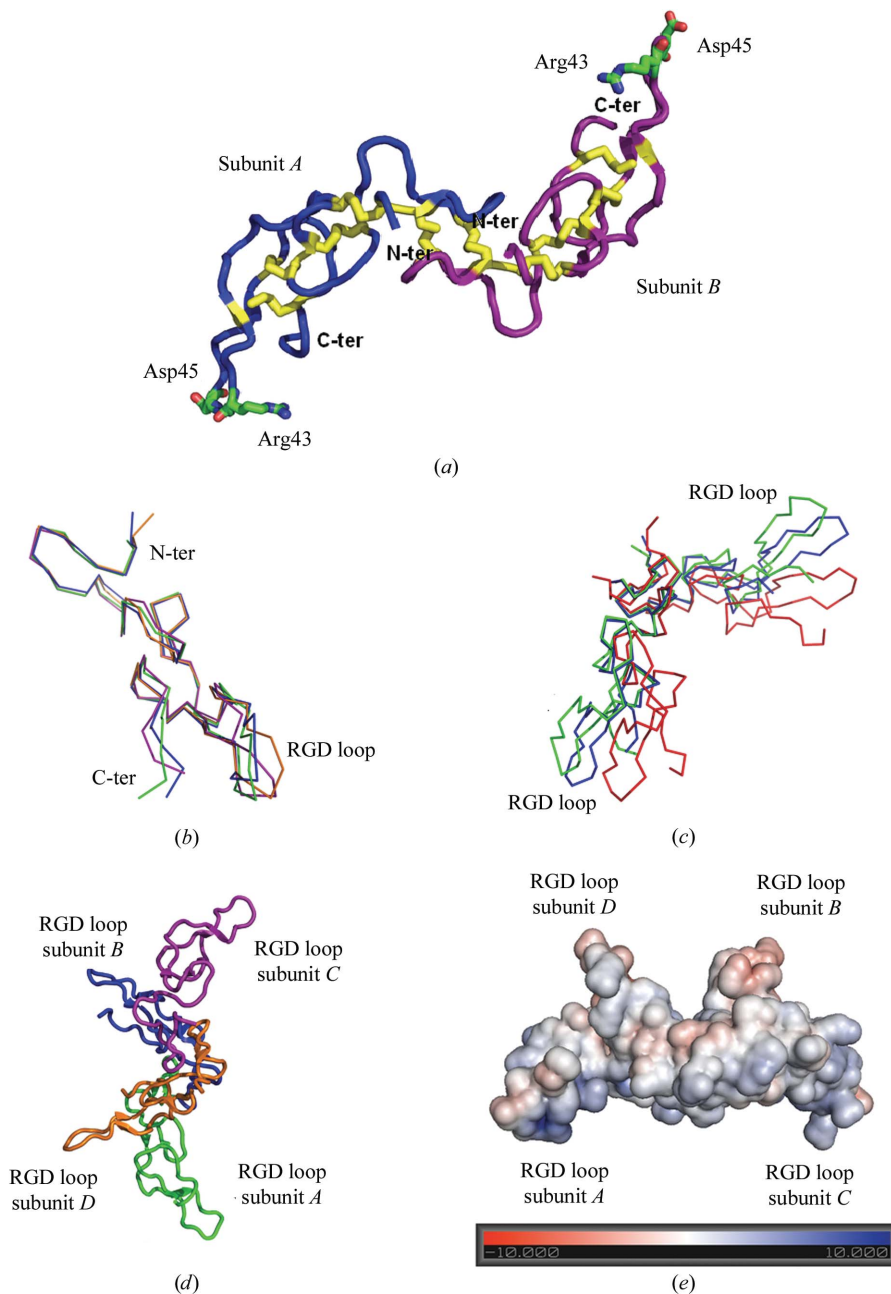 Asp45
Arg43
C-ter
Subunit A
N-ter
N-ter
Subunit B
C-ter
Asp45
Arg43
(a)
N-ter
RGD loop
C-ter
(b)
RGD loop
RGD loop
(c)
RGD loop
subunit B
RGD loop
subunit C
RGD loop
subunit D
RGD loop
subunit A
(d)
RGD loop
subunit D
RGD loop
subunit B
RGD loop
subunit A
RGD loop
subunit C
-10.000 10.000
(e)